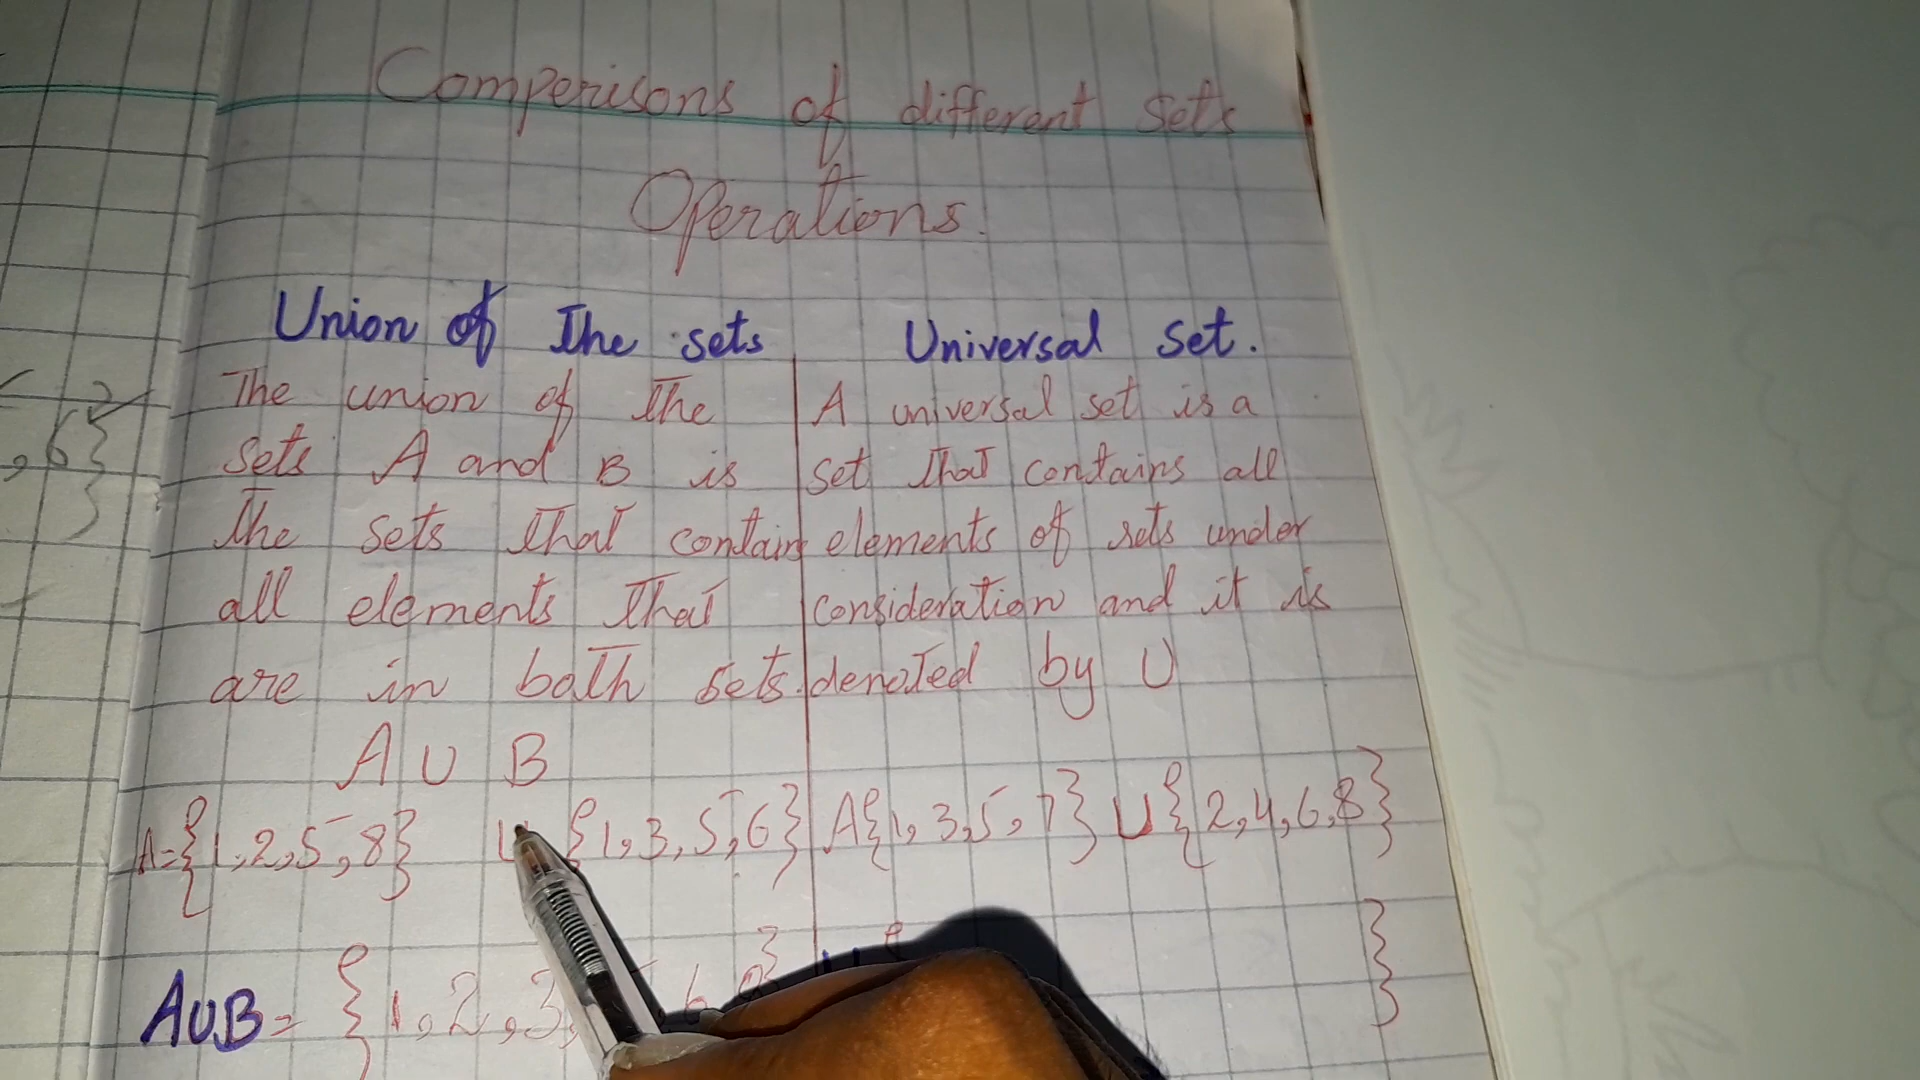 Comperisons of different sets
Operations.
Union of The sets
The union of The
sets A and B is
The sets That contain
all elements That
are in both sets.
A U B
A={1,2,5,8} U {1,3,5,6}
AUB= {1,2,3,
Universal set.
A universal set is a
set That contains all
elements of sets under
consideration and it is
denoted by U
A{1,3,5,7} U {2,4,6,8}
}
,6}